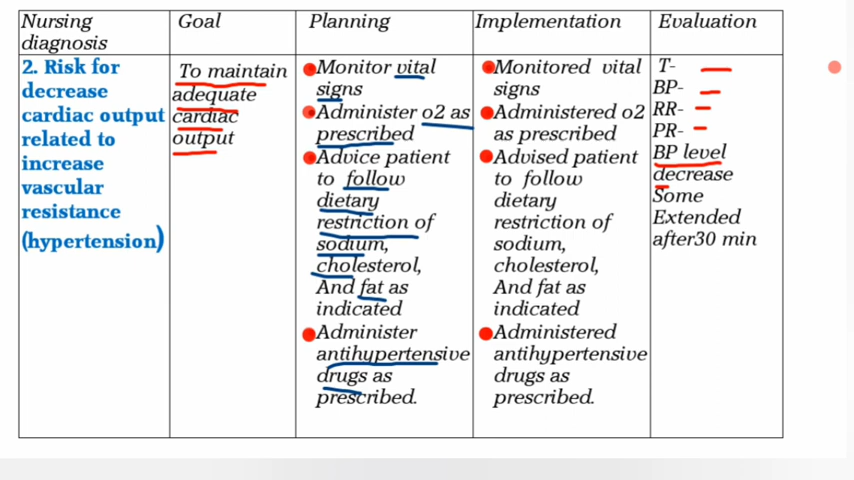 Nursing
diagnosis
Goal
Planning
Implementation
Evaluation
2. Risk for
decrease
cardiac output
related to
increase
vascular
resistance
(hypertension)
To maintain
adequate
cardiac
output
Monitor vital
signs
Administer o2 as
prescribed
Advice patient
to follow
dietary
restriction of
sodium,
cholesterol,
And fat as
indicated
Administer
antihypertensive
drugs as
prescribed.
Monitored vital
signs
Administered o2
as prescribed
Advised patient
to follow
dietary
restriction of
sodium,
cholesterol,
And fat as
indicated
Administered
antihypertensive
drugs as
prescribed.
T-
BP-
RR-
PR-
BP level
decrease
Some
Extended
after30 min